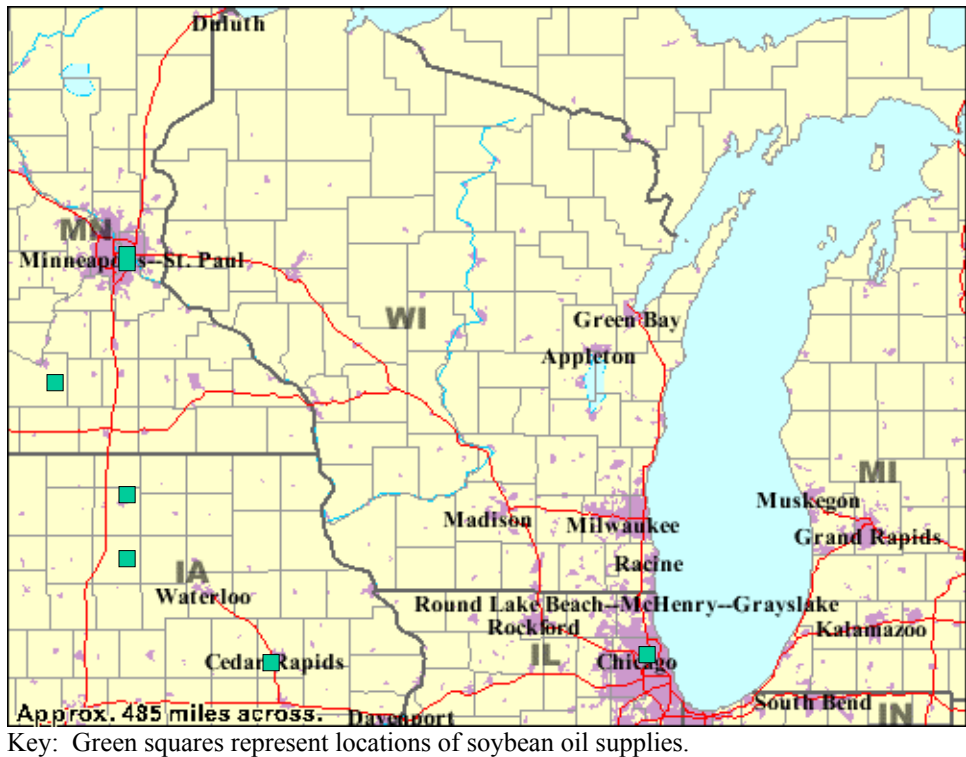 Duluth
MN
Minneapolis--St. Paul
WI
Green Bay
Appleton
MI
Muskegon
Madison
Milwaukee
Grand Rapids
Racine
IA
Waterloo
Round Lake Beach--McHenry--Grayslake
Rockford
Kalamazoo
IL
Cedar Rapids
Chicago
South Bend
IN
Approx. 485 miles across.
Davenport
Key: Green squares represent locations of soybean oil supplies.